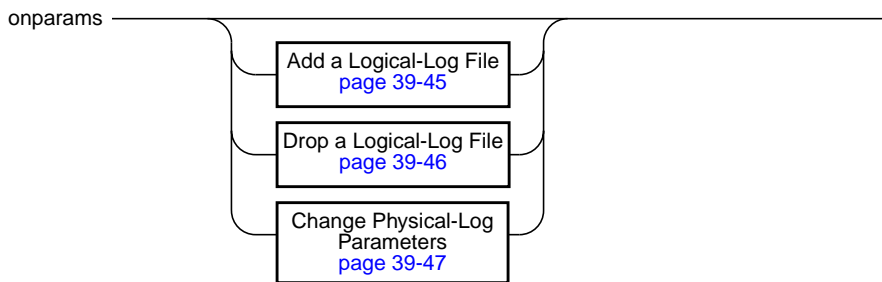 onparams
Add a Logical-Log File
page 39-45
Drop a Logical-Log File
page 39-46
Change Physical-Log
Parameters
page 39-47